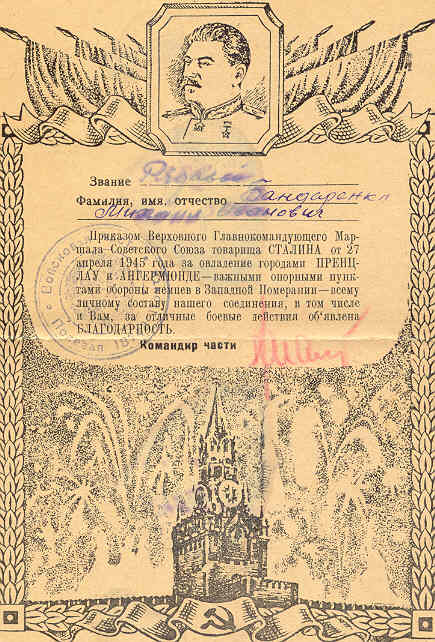 Звание Рядовой
Фамилия, имя, отчество Бандаренко
Михаил Иванович
Приказом Верховного Главнокомандующего Мар-
шала Советского Союза товарища СТАЛИНА от 27
апреля 1945 года за овладение городами ПРЕНЦ-
ЛАУ и АНГЕРМЮНДЕ—важными опорными пунк-
тами обороны немцев в Западной Померании—всему
личному составу нашего соединения, в том числе
и Вам, за отличные боевые действия об'явлена
БЛАГОДАРНОСТЬ.
Командир части
Войсковая
Полевая